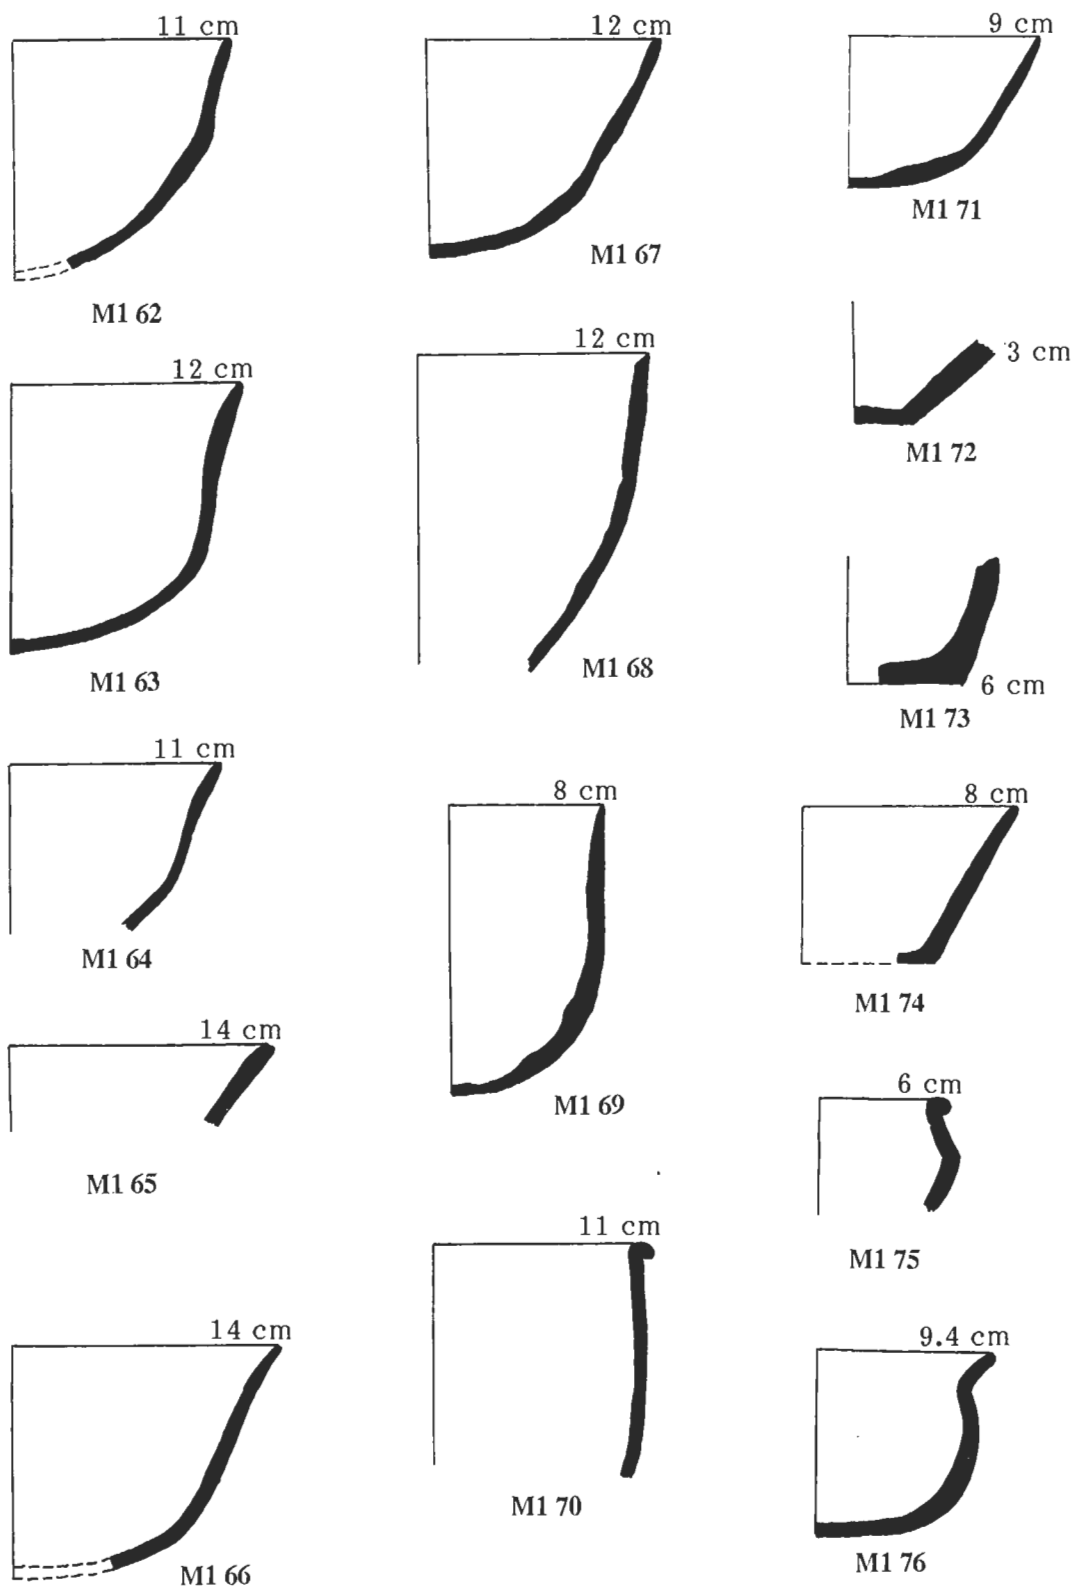 11 cm
M1 62
12 cm
M1 63
11 cm
M1 64
14 cm
M1 65
14 cm
M1 66
12 cm
M1 67
12 cm
M1 68
8 cm
M1 69
11 cm
M1 70
9 cm
M1 71
3 cm
M1 72
6 cm
M1 73
8 cm
M1 74
6 cm
M1 75
9.4 cm
M1 76